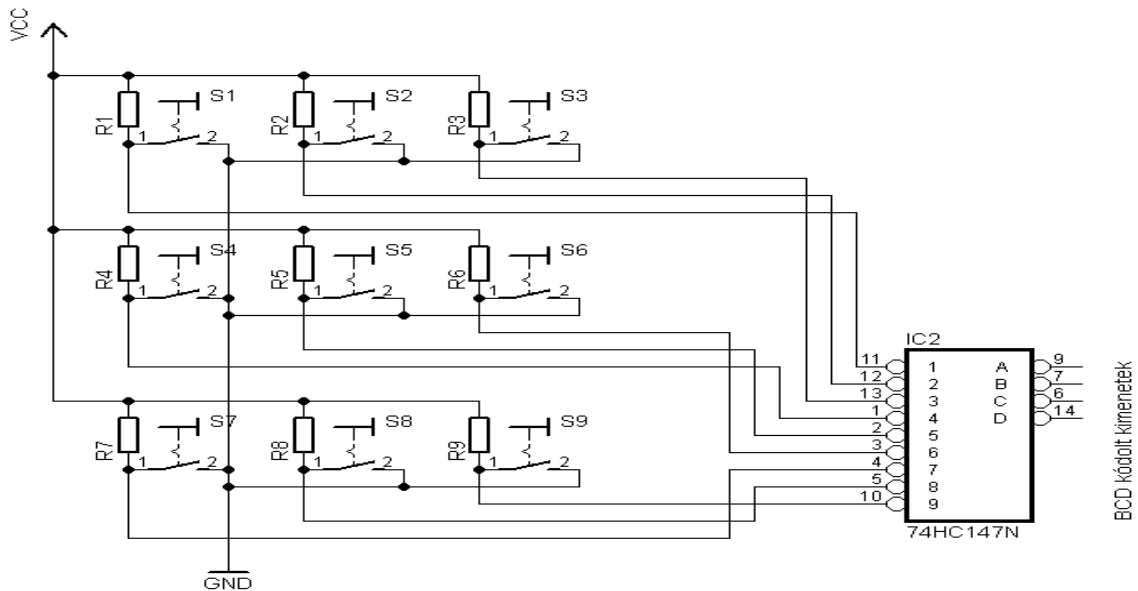 VCC
S1 S2 S3
R1 R2 R3
1 2 1 2 1 2
S4 S5 S6
R4 R5 R6
1 2 1 2 1 2
S7 S8 S9
R7 R8 R9
1 2 1 2 1 2
GND
IC2
11 1 A 9
12 2 B 7
13 3 C 6
1 4 D 14
2 5
3 6
4 7
5 8
10 9
74HC147N
BCD kódolt kimenetek